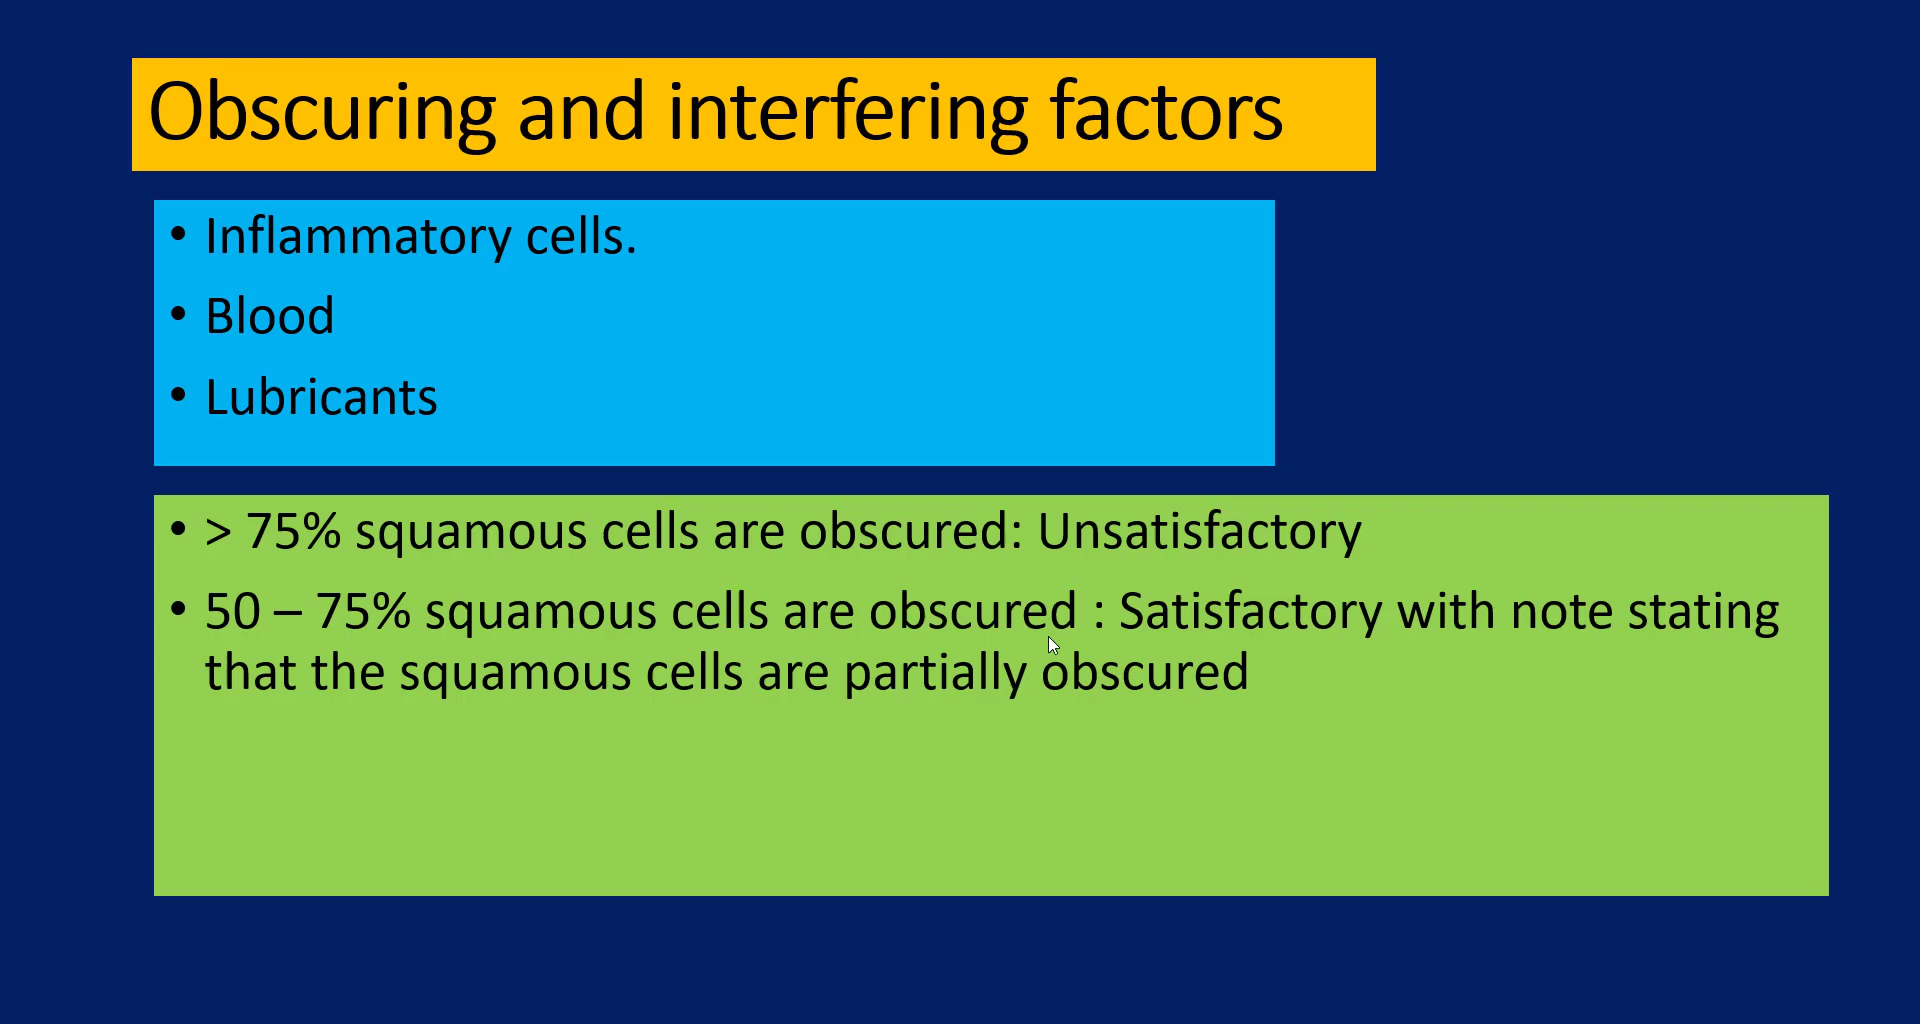 Obscuring and interfering factors
• Inflammatory cells.
• Blood
• Lubricants
• > 75% squamous cells are obscured: Unsatisfactory
• 50 – 75% squamous cells are obscured : Satisfactory with note stating
that the squamous cells are partially obscured